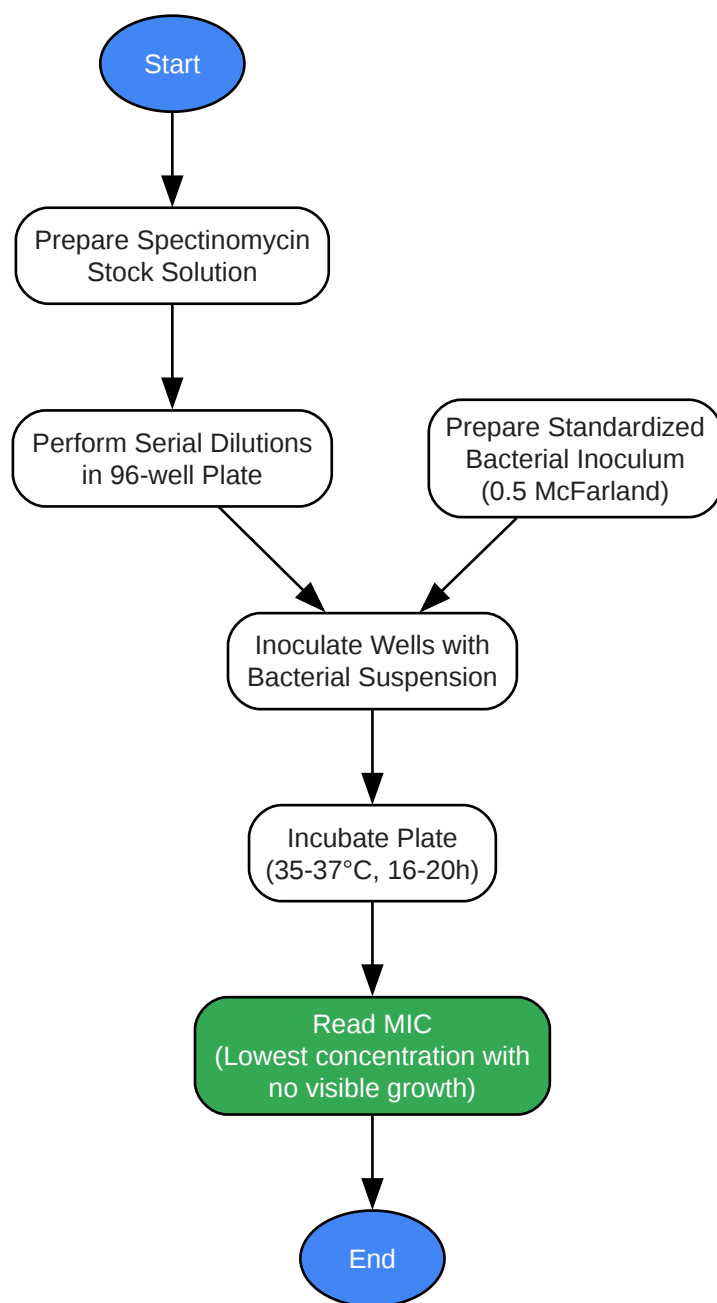 Start
Prepare Spectinomycin
Stock Solution
Perform Serial Dilutions
in 96-well Plate
Prepare Standardized
Bacterial Inoculum
(0.5 McFarland)
Inoculate Wells with
Bacterial Suspension
Incubate Plate
(35-37°C, 16-20h)
Read MIC
(Lowest concentration with
no visible growth)
End